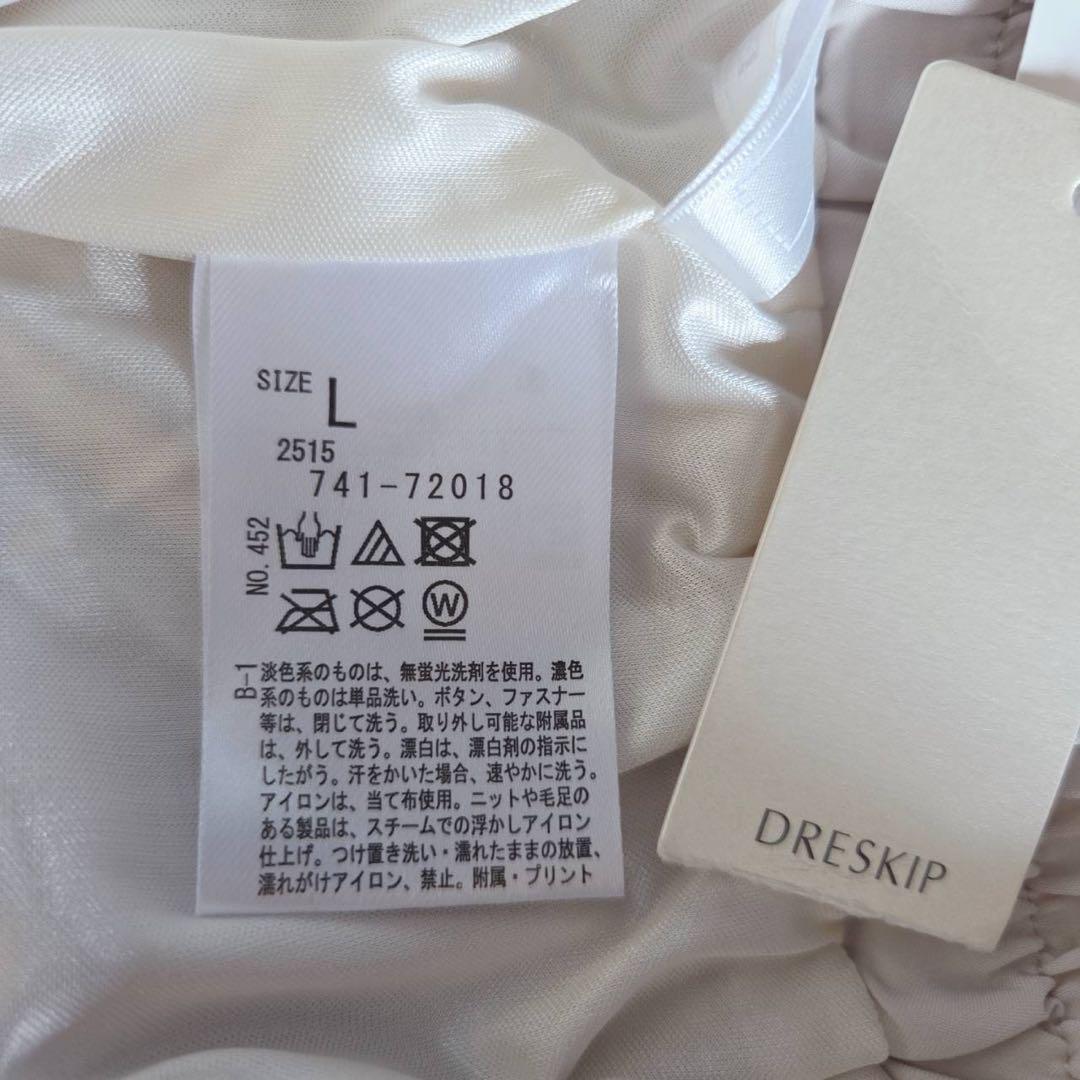 SIZE L
2515
741-72018
NO.452
W
B-1
淡色系のものは、無蛍光洗剤を使用。濃色
系のものは単品洗い。ボタン、ファスナー
等は、閉じて洗う。取り外し可能な附属品
は、外して洗う。漂白は、漂白剤の指示に
したがう。汗をかいた場合、速やかに洗う。
アイロンは、当て布使用。ニットや毛足の
ある製品は、スチームでの浮かしアイロン
仕上げ。つけ置き洗い・濡れたままの放置、
濡れがけアイロン、禁止。附属・プリント
DRESKIP